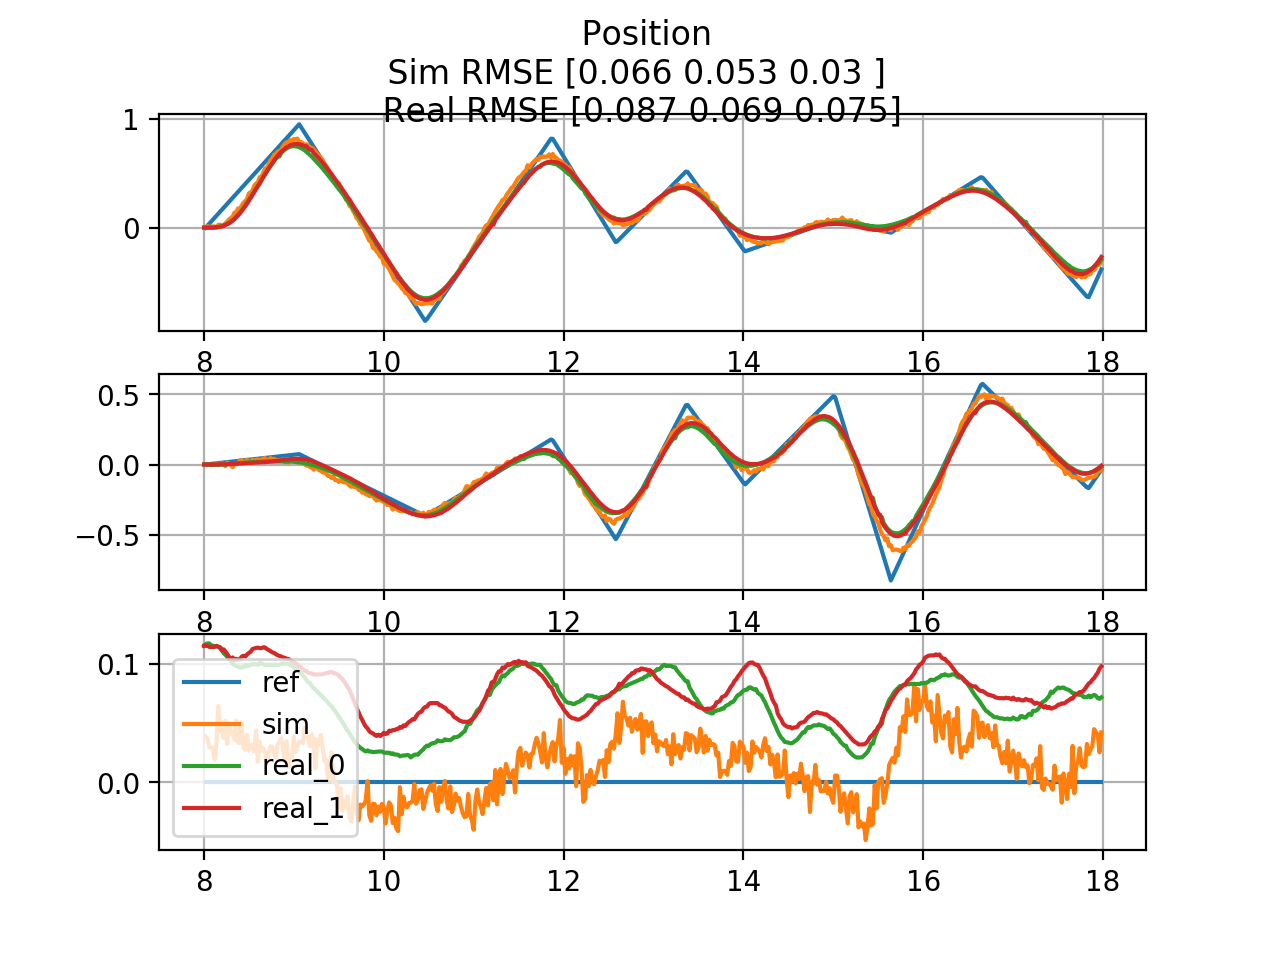 Position
Sim RMSE [0.066 0.053 0.03 ]
Real RMSE [0.087 0.069 0.075]
1
0
8 10 12 14 16 18
0.5
0.0
−0.5
8 10 12 14 16 18
0.1
0.0
ref
sim
real_0
real_1
8 10 12 14 16 18